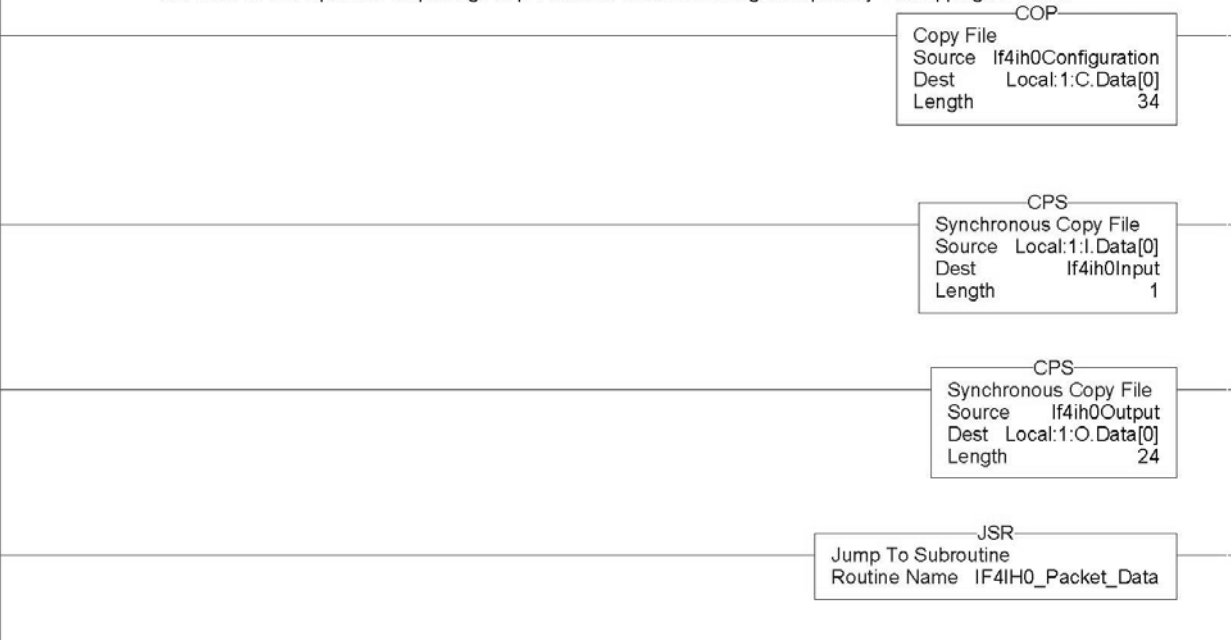 COP
Copy File
Source If4ih0Configuration
Dest Local:1:C.Data[0]
Length 34
CPS
Synchronous Copy File
Source Local:1:I.Data[0]
Dest If4ih0Input
Length 1
CPS
Synchronous Copy File
Source If4ih0Output
Dest Local:1:O.Data[0]
Length 24
JSR
Jump To Subroutine
Routine Name IF4IH0_Packet_Data